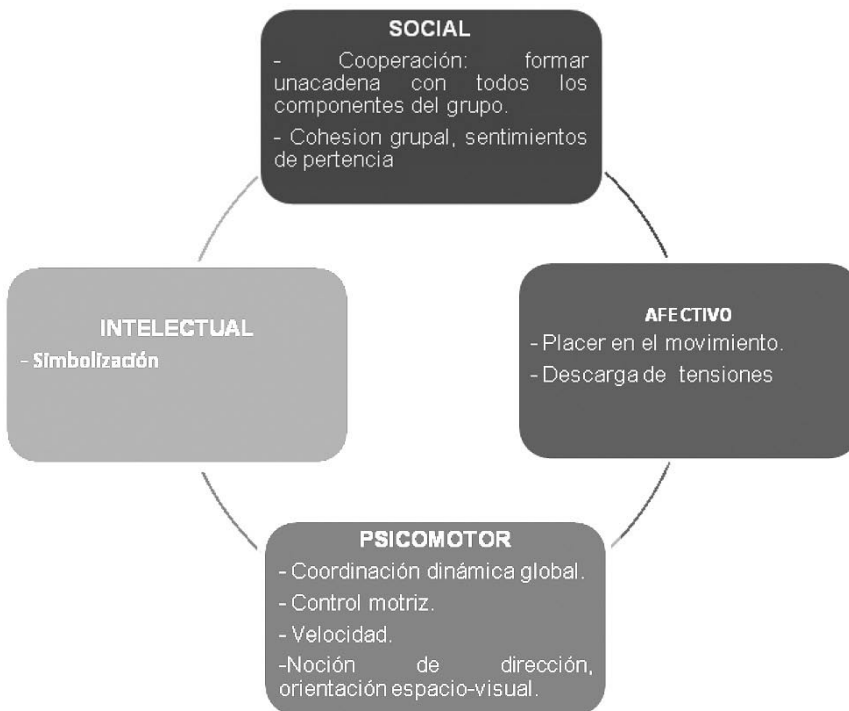 SOCIAL
- Cooperación: formar
unacadena con todos los
componentes del grupo.
- Cohesion grupal, sentimientos
de pertencia
INTELECTUAL
- Simbolización
AFECTIVO
- Placer en el movimiento.
- Descarga de tensiones
PSICOMOTOR
- Coordinación dinámica global.
- Control motriz.
- Velocidad.
-Noción de dirección,
orientación espacio-visual.